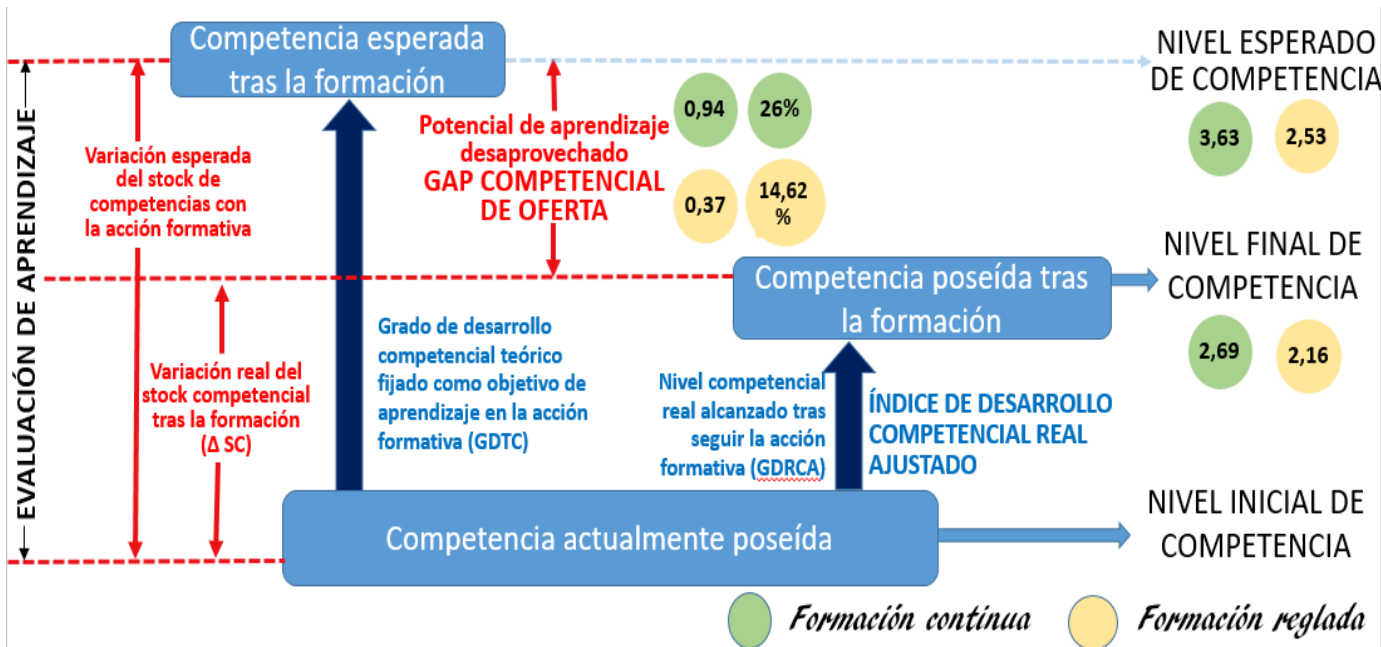 EVALUACIÓN DE APRENDIZAJE
Competencia esperada
tras la formación
NIVEL ESPERADO
DE COMPETENCIA
3,63
2,53
Variación esperada
del stock de
competencias con
la acción formativa
Potencial de aprendizaje
desaprovechado
GAP COMPETENCIAL
DE OFERTA
0,94
26%
0,37
14,62
%
NIVEL FINAL DE
COMPETENCIA
2,69
2,16
Competencia poseída tras
la formación
Variación real del
stock competencial
tras la formación
(Δ SC)
Grado de desarrollo
competencial teórico
fijado como objetivo de
aprendizaje en la acción
formativa (GDTC)
Nivel competencial
real alcanzado tras
seguir la acción
formativa (GDRCA)
ÍNDICE DE DESARROLLO
COMPETENCIAL REAL
AJUSTADO
Competencia actualmente poseída
NIVEL INICIAL DE
COMPETENCIA
Formación continua
Formación reglada